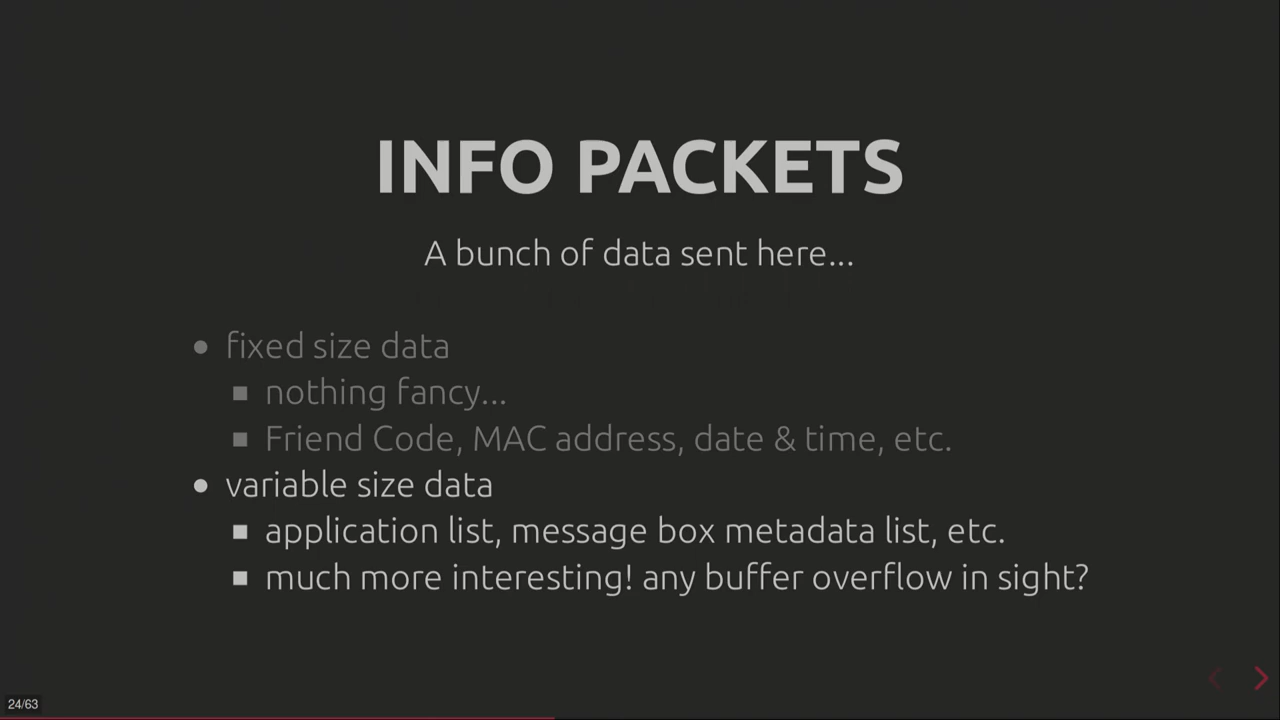 INFO PACKETS
A bunch of data sent here...
● fixed size data
■ nothing fancy...
■ Friend Code, MAC address, date & time, etc.
● variable size data
■ application list, message box metadata list, etc.
■ much more interesting! any buffer overflow in sight?
24/63